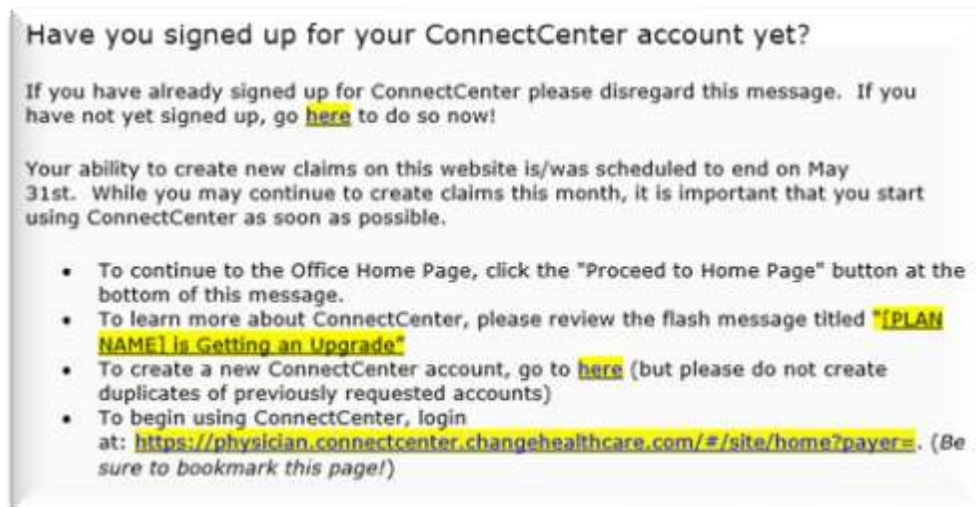 Have you signed up for your ConnectCenter account yet?
If you have already signed up for ConnectCenter please disregard this message.  If you
have not yet signed up, go here to do so now!
Your ability to create new claims on this website is/was scheduled to end on May
31st.  While you may continue to create claims this month, it is important that you start
using ConnectCenter as soon as possible.
• To continue to the Office Home Page, click the "Proceed to Home Page" button at the
bottom of this message.
• To learn more about ConnectCenter, please review the flash message titled "[PLAN
NAME] is Getting an Upgrade"
• To create a new ConnectCenter account, go to here (but please do not create
duplicates of previously requested accounts)
• To begin using ConnectCenter, login
at: https://physician.connectcenter.changehealthcare.com/#/site/home?payer=. (Be
sure to bookmark this page!)